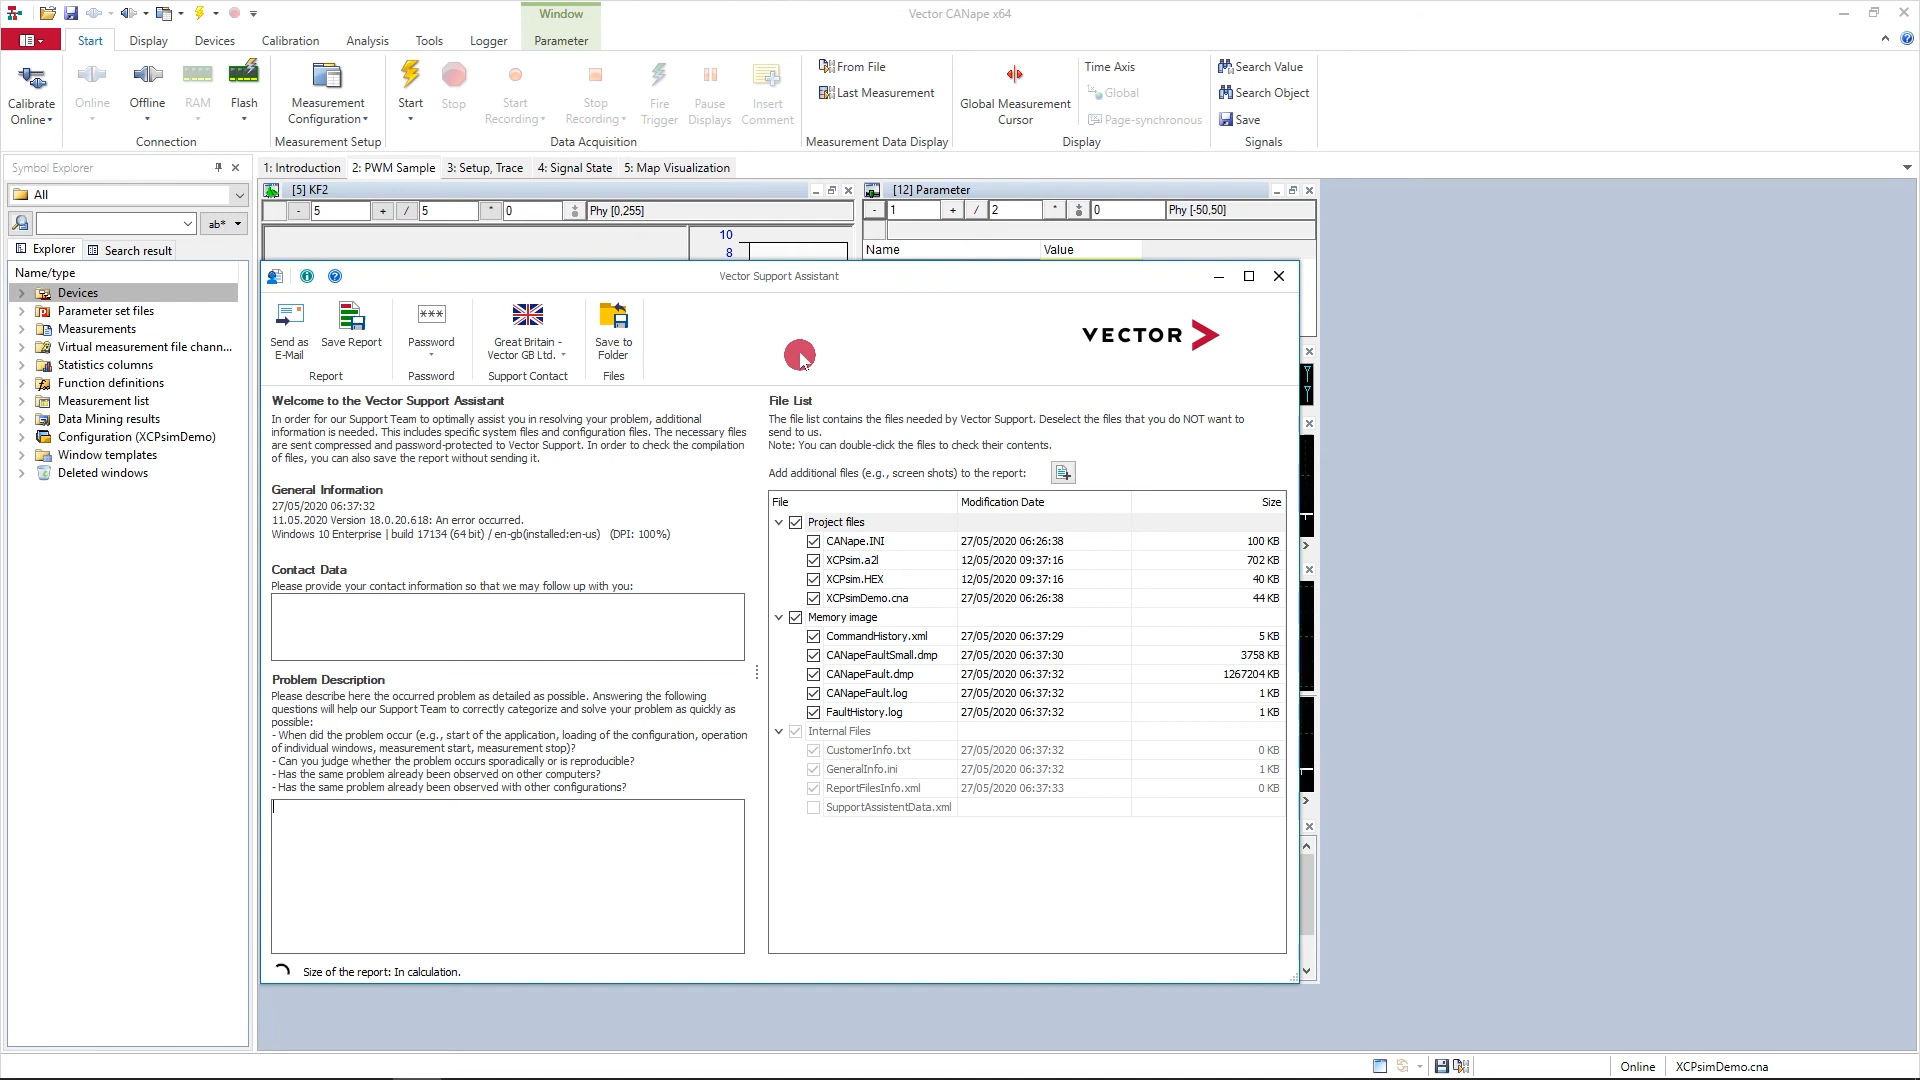 Window
Vector CANape x64
Start
Display
Devices
Calibration
Analysis
Tools
Logger
Parameter
Calibrate Online
Online
Offline
RAM
Flash
Connection
Measurement Configuration
Measurement Setup
Start
Stop
Start Recording
Stop Recording
Fire Trigger
Pause Displays
Insert Comment
Data Acquisition
From File
Last Measurement
Measurement Data Display
Global Measurement Cursor
Time Axis
Global
Page-synchronous
Display
Search Value
Search Object
Save
Signals
Symbol Explorer
All
ab*
Explorer
Search result
Name/type
Devices
Parameter set files
Measurements
Virtual measurement file chann...
Statistics columns
Function definitions
Measurement list
Data Mining results
Configuration (XCPsimDemo)
Window templates
Deleted windows
1: Introduction
2: PWM Sample
3: Setup, Trace
4: Signal State
5: Map Visualization
[5] KF2
- 5 + / 5 * 0 Phy [0,255]
10
8
[12] Parameter
- 1 + / 2 * 0 Phy [-50,50]
Name Value
Vector Support Assistant
Send as E-Mail
Save Report
Report
Password
Password
Great Britain - Vector GB Ltd.
Support Contact
Save to Folder
Files
VECTOR
Welcome to the Vector Support Assistant
In order for our Support Team to optimally assist you in resolving your problem, additional
information is needed. This includes specific system files and configuration files. The necessary files
are sent compressed and password-protected to Vector Support. In order to check the compilation
of files, you can also save the report without sending it.
General Information
27/05/2020 06:37:32
11.05.2020 Version 18.0.20.618: An error occurred.
Windows 10 Enterprise | build 17134 (64 bit) / en-gb(installed:en-us) (DPI: 100%)
Contact Data
Please provide your contact information so that we may follow up with you:
Problem Description
Please describe here the occurred problem as detailed as possible. Answering the following
questions will help our Support Team to correctly categorize and solve your problem as quickly as
possible:
- When did the problem occur (e.g., start of the application, loading of the configuration, operation
of individual windows, measurement start, measurement stop)?
- Can you judge whether the problem occurs sporadically or is reproducible?
- Has the same problem already been observed on other computers?
- Has the same problem already been observed with other configurations?
Size of the report: In calculation.
File List
The file list contains the files needed by Vector Support. Deselect the files that you do NOT want to
send to us.
Note: You can double-click the files to check their contents.
Add additional files (e.g., screen shots) to the report:
File Modification Date Size
Project files
CANape.INI 27/05/2020 06:26:38 100 KB
XCPsim.a2l 12/05/2020 09:37:16 702 KB
XCPsim.HEX 12/05/2020 09:37:16 40 KB
XCPsimDemo.cna 27/05/2020 06:26:38 44 KB
Memory image
CommandHistory.xml 27/05/2020 06:37:29 5 KB
CANapeFaultSmall.dmp 27/05/2020 06:37:30 3758 KB
CANapeFault.dmp 27/05/2020 06:37:32 1267204 KB
CANapeFault.log 27/05/2020 06:37:32 1 KB
FaultHistory.log 27/05/2020 06:37:32 1 KB
Internal Files
CustomerInfo.txt 27/05/2020 06:37:32 0 KB
GeneralInfo.ini 27/05/2020 06:37:32 1 KB
ReportFilesInfo.xml 27/05/2020 06:37:33 0 KB
SupportAssistentData.xml
Online
XCPsimDemo.cna